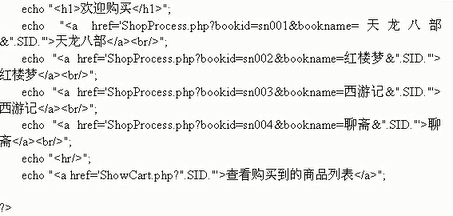 echo "<h1>欢迎购买</h1>";
echo "<a href='ShopProcess.php?bookid=sn001&bookname=天龙八部
&".SID."'>天龙八部</a><br/>";
echo "<a href='ShopProcess.php?bookid=sn002&bookname=红楼梦&".SID."'>
红楼梦</a><br/>";
echo "<a href='ShopProcess.php?bookid=sn003&bookname=西游记&".SID."'>
西游记</a><br/>";
echo "<a href='ShopProcess.php?bookid=sn004&bookname=聊斋&".SID."'>聊
斋</a><br/>";
echo "<hr/>";
echo "<a href='ShowCart.php?".SID."'>查看购买到的商品列表</a>";
?>